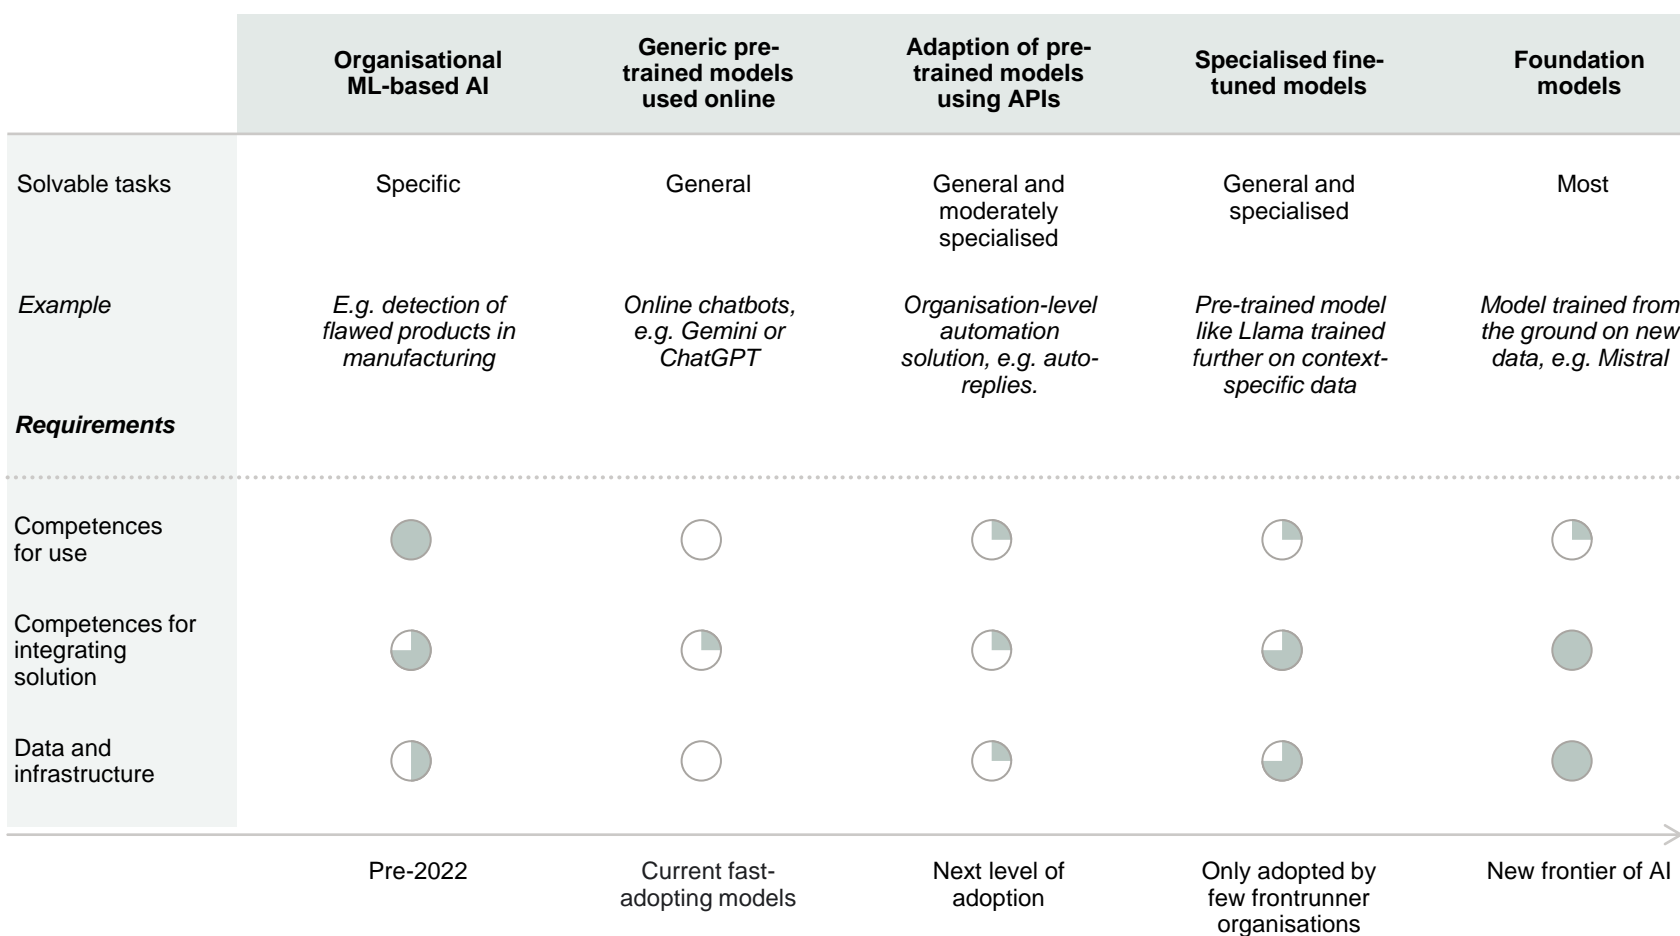 Organisational
ML-based AI
Generic pre-
trained models
used online
Adaption of pre-
trained models
using APIs
Specialised fine-
tuned models
Foundation
models
Solvable tasks
Specific
General
General and
moderately
specialised
General and
specialised
Most
Example
E.g. detection of
flawed products in
manufacturing
Online chatbots,
e.g. Gemini or
ChatGPT
Organisation-level
automation
solution, e.g. auto-
replies.
Pre-trained model
like Llama trained
further on context-
specific data
Model trained from
the ground on new
data, e.g. Mistral
Requirements
Competences
for use
Competences for
integrating
solution
Data and
infrastructure
Pre-2022
Current fast-
adopting models
Next level of
adoption
Only adopted by
few frontrunner
organisations
New frontier of AI